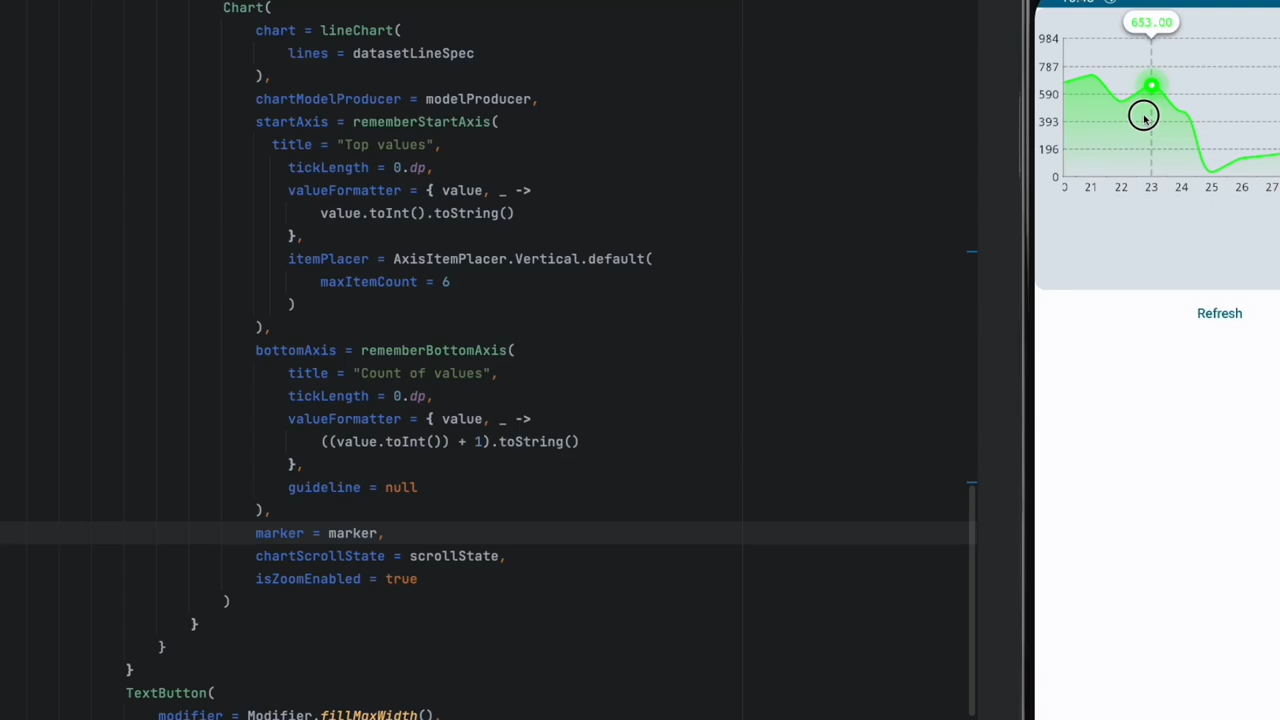 Chart(
chart = lineChart(
lines = datasetLineSpec
),
chartModelProducer = modelProducer,
startAxis = rememberStartAxis(
title = "Top values",
tickLength = 0.dp,
valueFormatter = { value, _ ->
value.toInt().toString()
},
itemPlacer = AxisItemPlacer.Vertical.default(
maxItemCount = 6
)
),
bottomAxis = rememberBottomAxis(
title = "Count of values",
tickLength = 0.dp,
valueFormatter = { value, _ ->
((value.toInt()) + 1).toString()
},
guideline = null
),
marker = marker,
chartScrollState = scrollState,
isZoomEnabled = true
)
}
}
}
TextButton(
modifier = Modifier.fillMaxWidth(),
653.00
984
787
590
393
196
0
0 21 22 23 24 25 26 27
Refresh